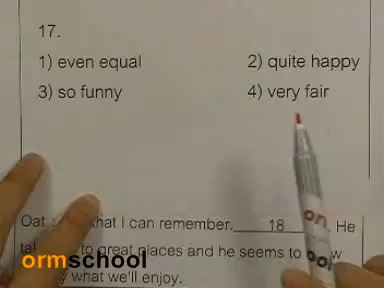 17.
1) even equal 2) quite happy
3) so funny 4) very fair
Oat that I can remember. 18 . He
to great places and he seems to
what we'll enjoy.
ormschool